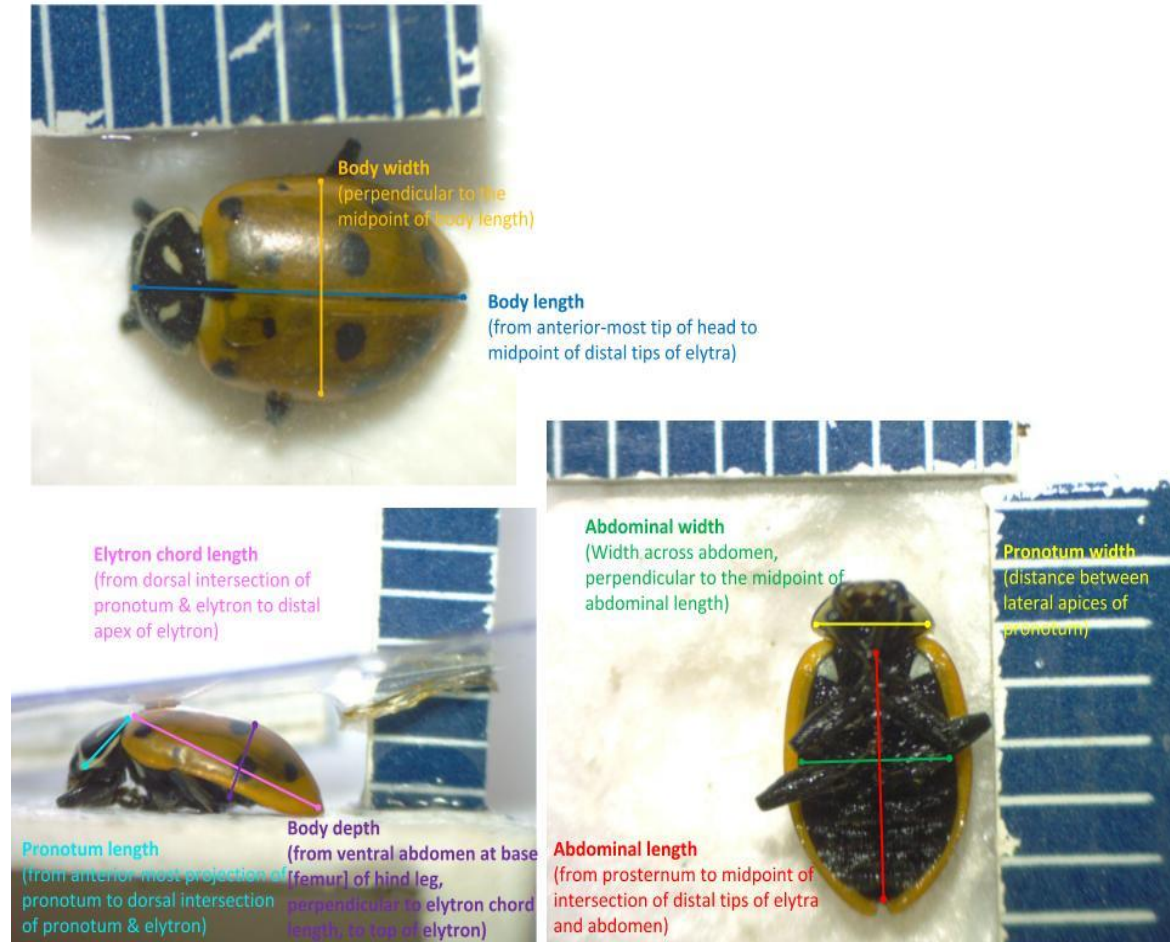 Body width
(perpendicular to the
midpoint of body length)
Body length
(from anterior-most tip of head to
midpoint of distal tips of elytra)
Elytron chord length
(from dorsal intersection of
pronotum & elytron to distal
apex of elytron)
Pronotum length
(from anterior-most projection of
pronotum to dorsal intersection
of pronotum & elytron)
Body depth
(from ventral abdomen at base
[femur] of hind leg,
perpendicular to elytron chord
length, to top of elytron)
Abdominal width
(Width across abdomen,
perpendicular to the midpoint of
abdominal length)
Pronotum width
(distance between
lateral apices of
pronotum)
Abdominal length
(from prosternum to midpoint of
intersection of distal tips of elytra
and abdomen)